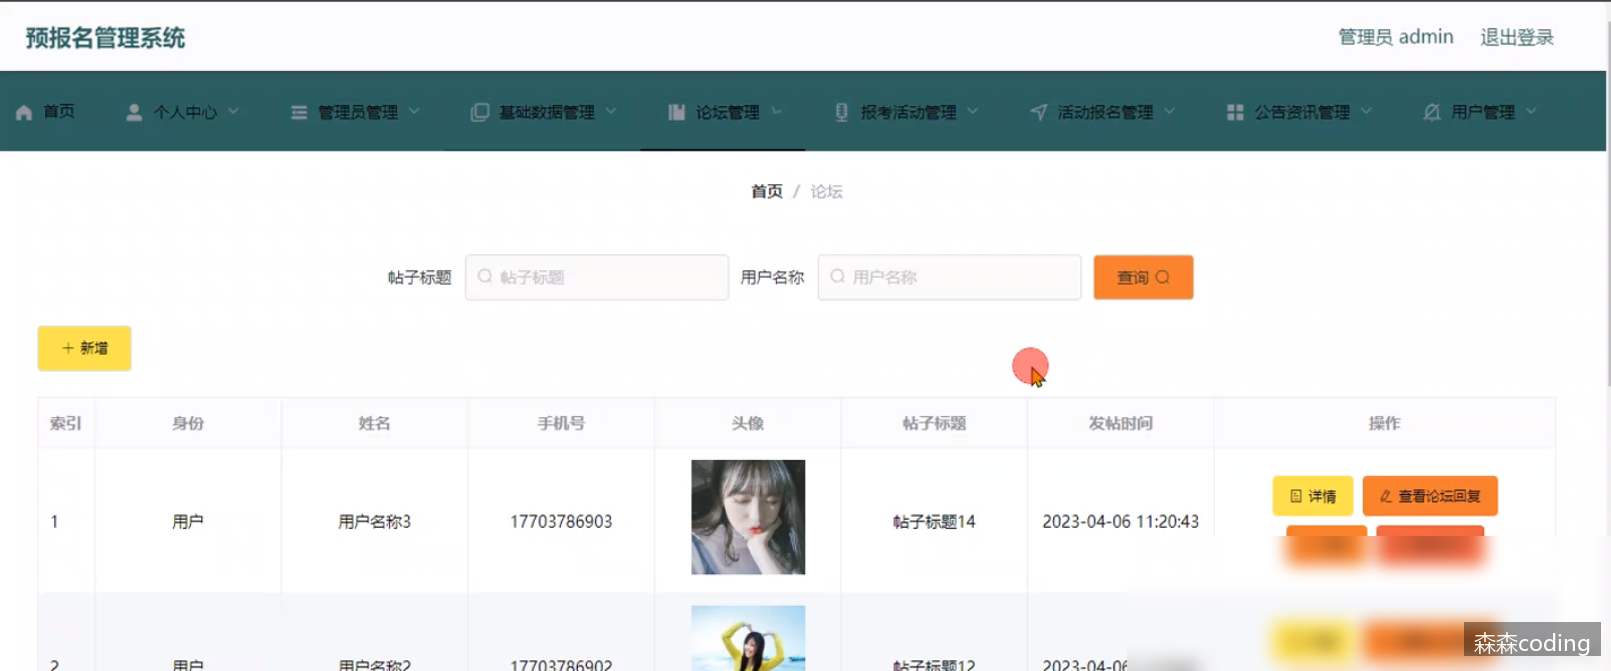 预报名管理系统
管理员 admin 退出登录
首页 个人中心 管理员管理 基础数据管理 论坛管理 报考活动管理 活动报名管理 公告资讯管理 用户管理
首页 / 论坛
帖子标题 帖子标题 用户名称 用户名称 查询
+ 新增
索引 身份 姓名 手机号 头像 帖子标题 发帖时间 操作
详情 查看论坛回复
1 用户 用户名称3 17703786903 帖子标题14 2023-04-06 11:20:43
2 用户 用户名称2 17703786902 帖子标题12 2023-04-06
森森coding